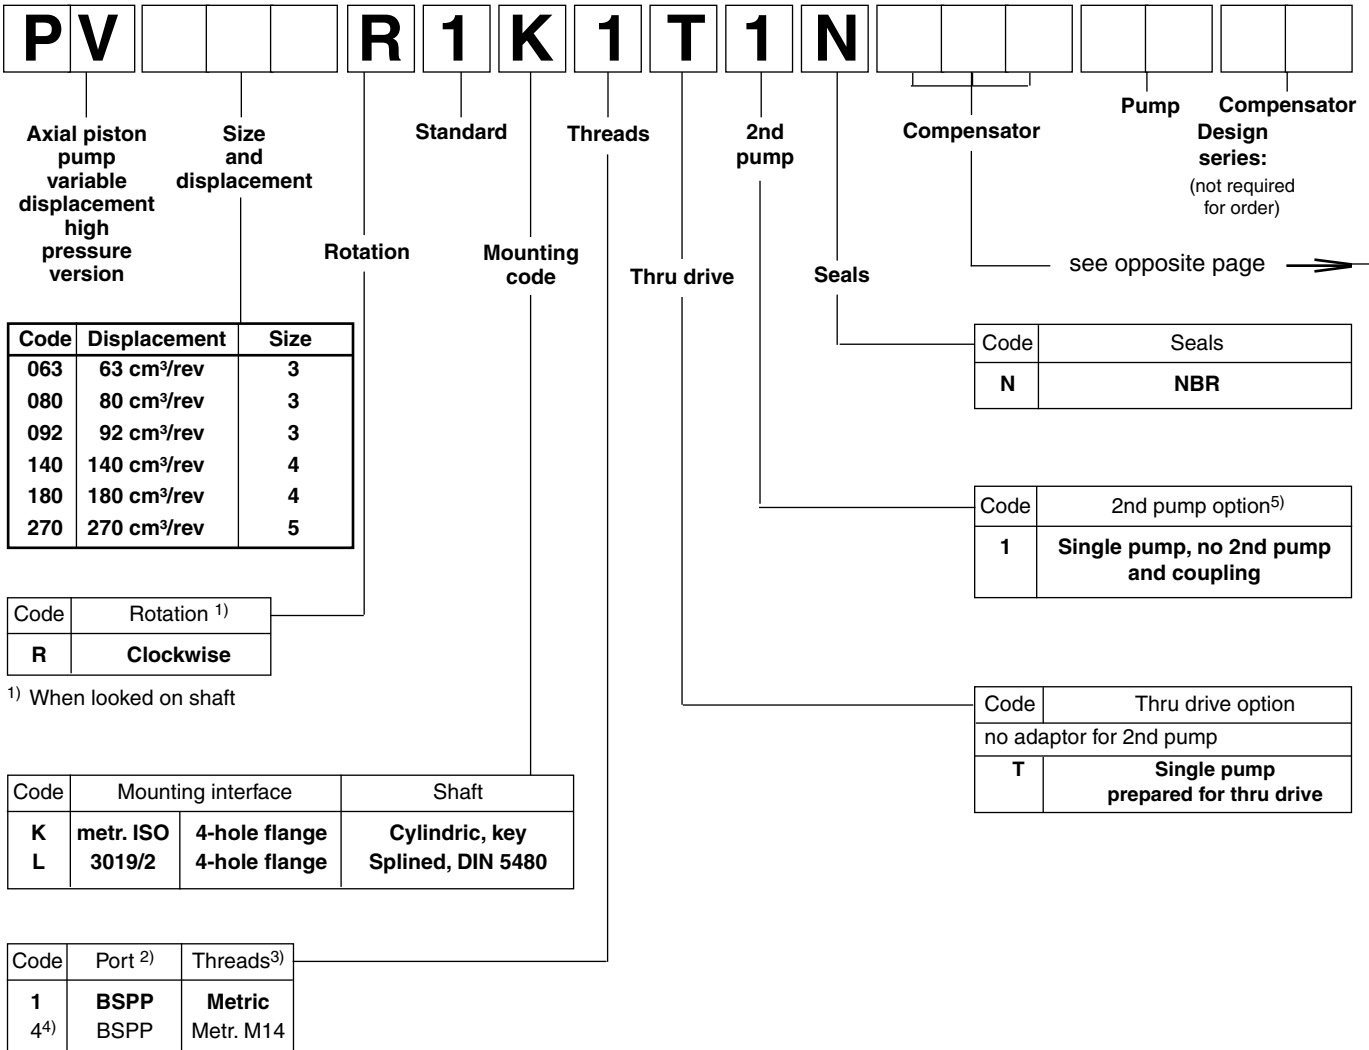 PV R 1 K 1 T 1 N
Axial piston
pump
variable
displacement
high
pressure
version
Size
and
displacement
Rotation
Standard
Mounting
code
Threads
Thru drive
2nd
pump
Seals
Compensator
Pump
Compensator
Design
series:
(not required
for order)
see opposite page
Code Displacement Size
063 63 cm³/rev 3
080 80 cm³/rev 3
092 92 cm³/rev 3
140 140 cm³/rev 4
180 180 cm³/rev 4
270 270 cm³/rev 5
Code Rotation 1)
R Clockwise
1) When looked on shaft
Code Mounting interface Shaft
K metr. ISO 4-hole flange Cylindric, key
L 3019/2 4-hole flange Splined, DIN 5480
Code Port 2) Threads3)
1 BSPP Metric
44) BSPP Metr. M14
Code Seals
N NBR
Code 2nd pump option5)
1 Single pump, no 2nd pump
and coupling
Code Thru drive option
no adaptor for 2nd pump
T Single pump
prepared for thru drive